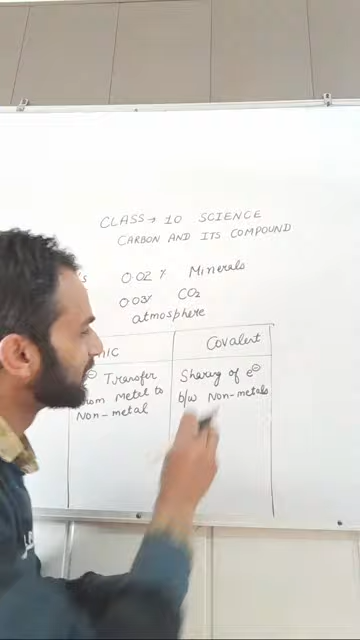 CLASS → 10 SCIENCE
CARBON AND ITS COMPOUND
0.02 % Minerals
0.03% CO2
atmosphere
Covalent
e⊖ Transfer
from metel to
Non-metal
Sharing of e⊖
b/w Non-metals